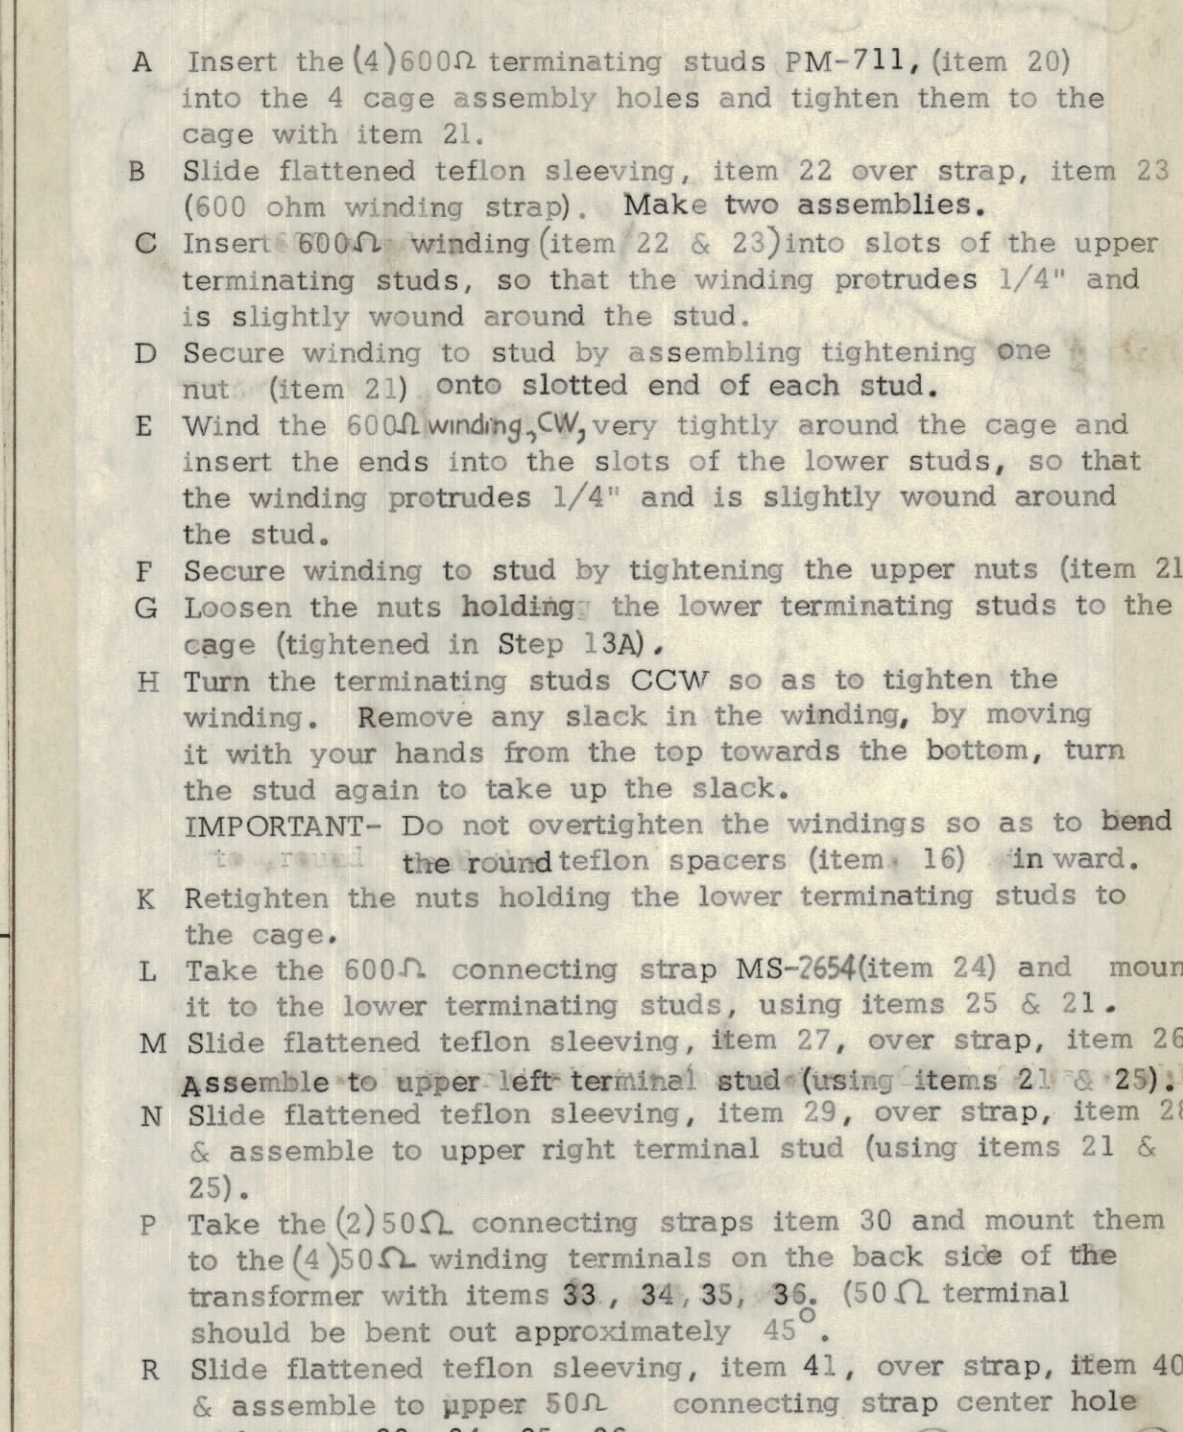 A Insert the (4)600Ω terminating studs PM-711, (item 20)
into the 4 cage assembly holes and tighten them to the
cage with item 21.
B Slide flattened teflon sleeving, item 22 over strap, item 23
(600 ohm winding strap). Make two assemblies.
C Insert 600Ω winding (item 22 & 23)into slots of the upper
terminating studs, so that the winding protrudes 1/4" and
is slightly wound around the stud.
D Secure winding to stud by assembling tightening one
nut (item 21) onto slotted end of each stud.
E Wind the 600Ω winding, CW, very tightly around the cage and
insert the ends into the slots of the lower studs, so that
the winding protrudes 1/4" and is slightly wound around
the stud.
F Secure winding to stud by tightening the upper nuts (item 21
G Loosen the nuts holding the lower terminating studs to the
cage (tightened in Step 13A).
H Turn the terminating studs CCW so as to tighten the
winding. Remove any slack in the winding, by moving
it with your hands from the top towards the bottom, turn
the stud again to take up the slack.
IMPORTANT- Do not overtighten the windings so as to bend
to round the round teflon spacers (item 16) in ward.
K Retighten the nuts holding the lower terminating studs to
the cage.
L Take the 600Ω connecting strap MS-2654(item 24) and moun
it to the lower terminating studs, using items 25 & 21.
M Slide flattened teflon sleeving, item 27, over strap, item 26
Assemble to upper left terminal stud (using items 21 & 25).
N Slide flattened teflon sleeving, item 29, over strap, item 28
& assemble to upper right terminal stud (using items 21 &
25).
P Take the (2)50Ω connecting straps item 30 and mount them
to the (4)50Ω winding terminals on the back side of the
transformer with items 33, 34, 35, 36. (50Ω terminal
should be bent out approximately 45°.
R Slide flattened teflon sleeving, item 41, over strap, item 40
& assemble to upper 50Ω connecting strap center hole